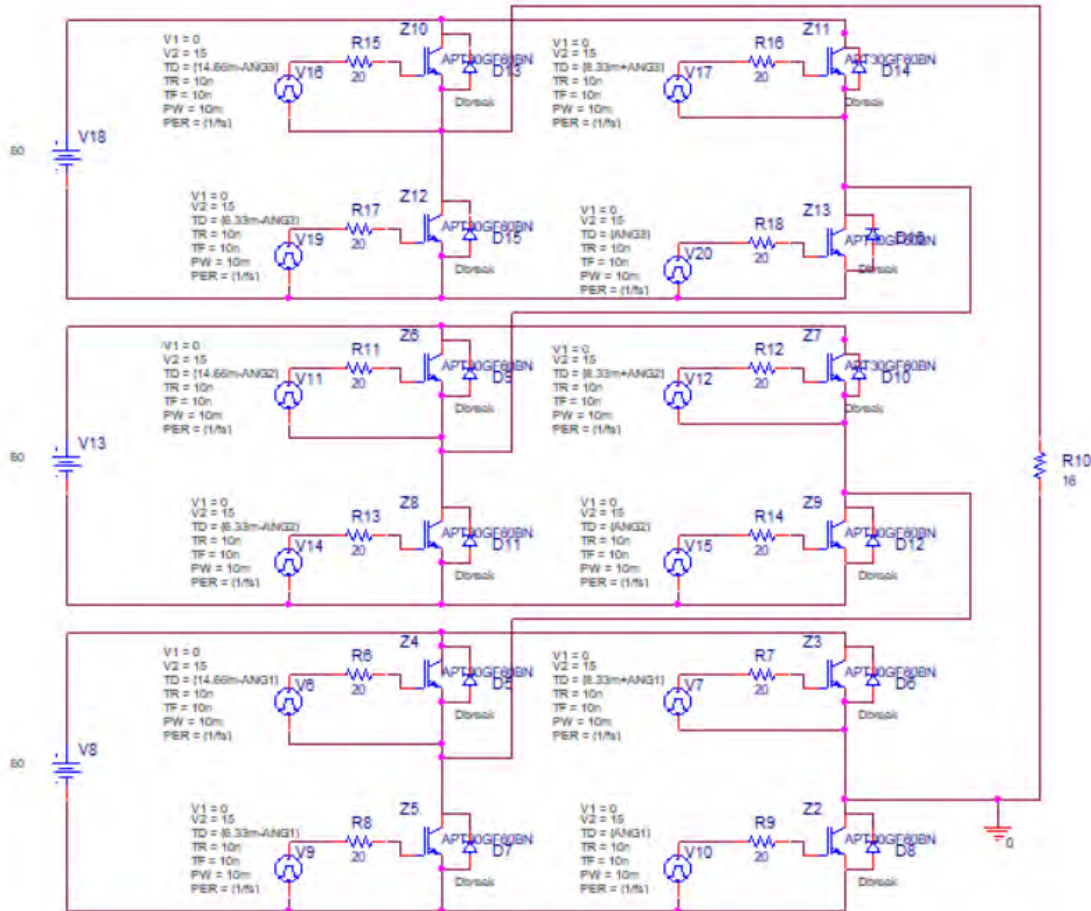 Z10
V1 = 0
V2 = 15
TD = {14.66m-ANG3}
TR = 10n
TF = 10n
PW = 10m
PER = {1/fs}
R15
20
V16
APT30GF60BN
D13
Dbreak
Z11
V1 = 0
V2 = 15
TD = {8.33m+ANG3}
TR = 10n
TF = 10n
PW = 10m
PER = {1/fs}
R16
20
V17
APT30GF60BN
D14
Dbreak
V18
Z12
V1 = 0
V2 = 15
TD = {6.33m-ANG3}
TR = 10n
TF = 10n
PW = 10m
PER = {1/fs}
R17
20
V19
APT30GF60BN
D15
Dbreak
Z13
V1 = 0
V2 = 15
TD = {ANG3}
TR = 10n
TF = 10n
PW = 10m
PER = {1/fs}
R18
20
V20
APT30GF60BN
Dbreak
Z6
V1 = 0
V2 = 15
TD = {14.66m-ANG2}
TR = 10n
TF = 10n
PW = 10m
PER = {1/fs}
R11
20
V11
APT30GF60BN
D9
Dbreak
Z7
V1 = 0
V2 = 15
TD = {8.33m+ANG2}
TR = 10n
TF = 10n
PW = 10m
PER = {1/fs}
R12
20
V12
APT30GF60BN
D10
Dbreak
V13
R10
16
Z8
V1 = 0
V2 = 15
TD = {6.33m-ANG2}
TR = 10n
TF = 10n
PW = 10m
PER = {1/fs}
R13
20
V14
APT30GF60BN
D11
Dbreak
Z9
V1 = 0
V2 = 15
TD = {ANG2}
TR = 10n
TF = 10n
PW = 10m
PER = {1/fs}
R14
20
V15
APT30GF60BN
D12
Dbreak
Z4
V1 = 0
V2 = 15
TD = {14.66m-ANG1}
TR = 10n
TF = 10n
PW = 10m
PER = {1/fs}
R6
20
V6
APT30GF60BN
D5
Dbreak
Z3
V1 = 0
V2 = 15
TD = {8.33m+ANG1}
TR = 10n
TF = 10n
PW = 10m
PER = {1/fs}
R7
20
V7
APT30GF60BN
D6
Dbreak
V8
0
Z5
V1 = 0
V2 = 15
TD = {6.33m-ANG1}
TR = 10n
TF = 10n
PW = 10m
PER = {1/fs}
R8
20
V9
APT30GF60BN
D7
Dbreak
Z2
V1 = 0
V2 = 15
TD = {ANG1}
TR = 10n
TF = 10n
PW = 10m
PER = {1/fs}
R9
20
V10
APT30GF60BN
D8
Dbreak